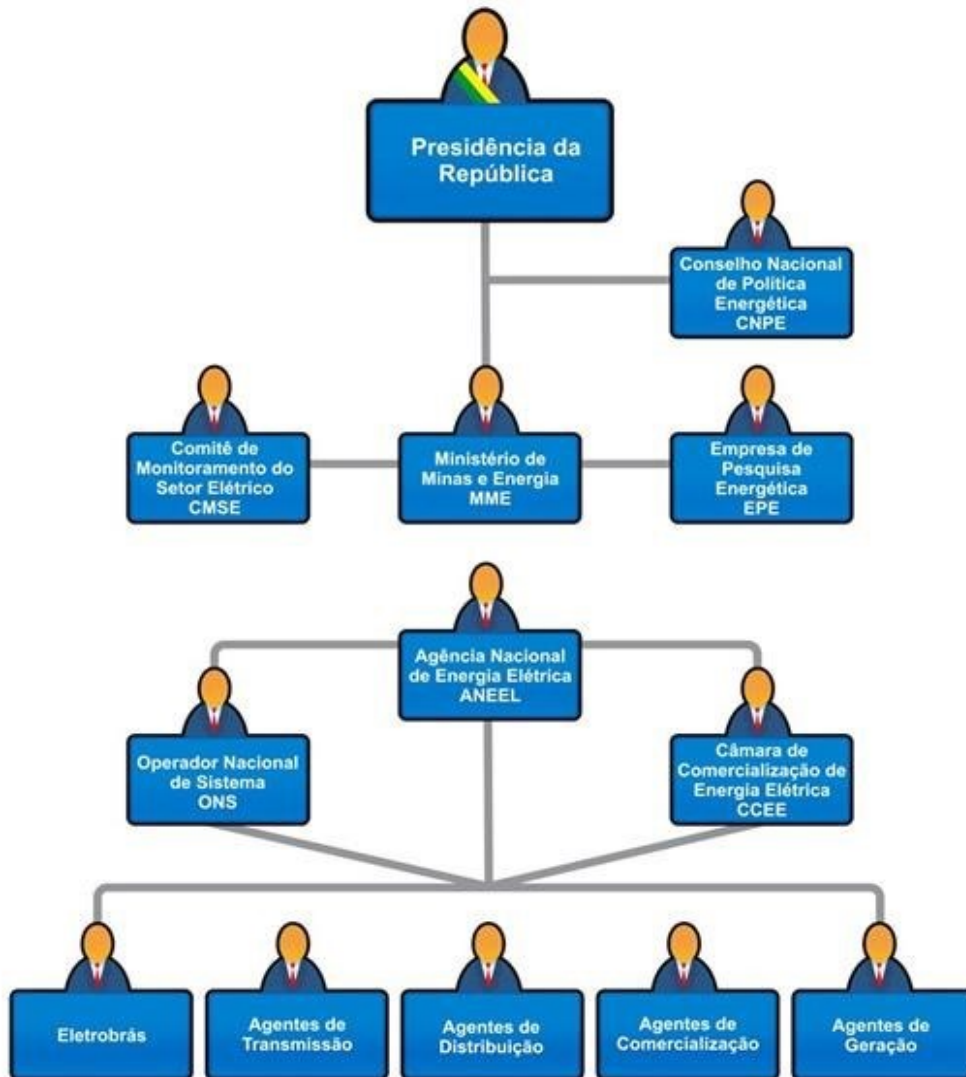 Presidência da
República
Conselho Nacional
de Política
Energética
CNPE
Comitê de
Monitoramento do
Setor Elétrico
CMSE
Ministério de
Minas e Energia
MME
Empresa de
Pesquisa
Energética
EPE
Agência Nacional
de Energia Elétrica
ANEEL
Operador Nacional
de Sistema
ONS
Câmara de
Comercialização de
Energia Elétrica
CCEE
Eletrobrás
Agentes de
Transmissão
Agentes de
Distribuição
Agentes de
Comercialização
Agentes de
Geração